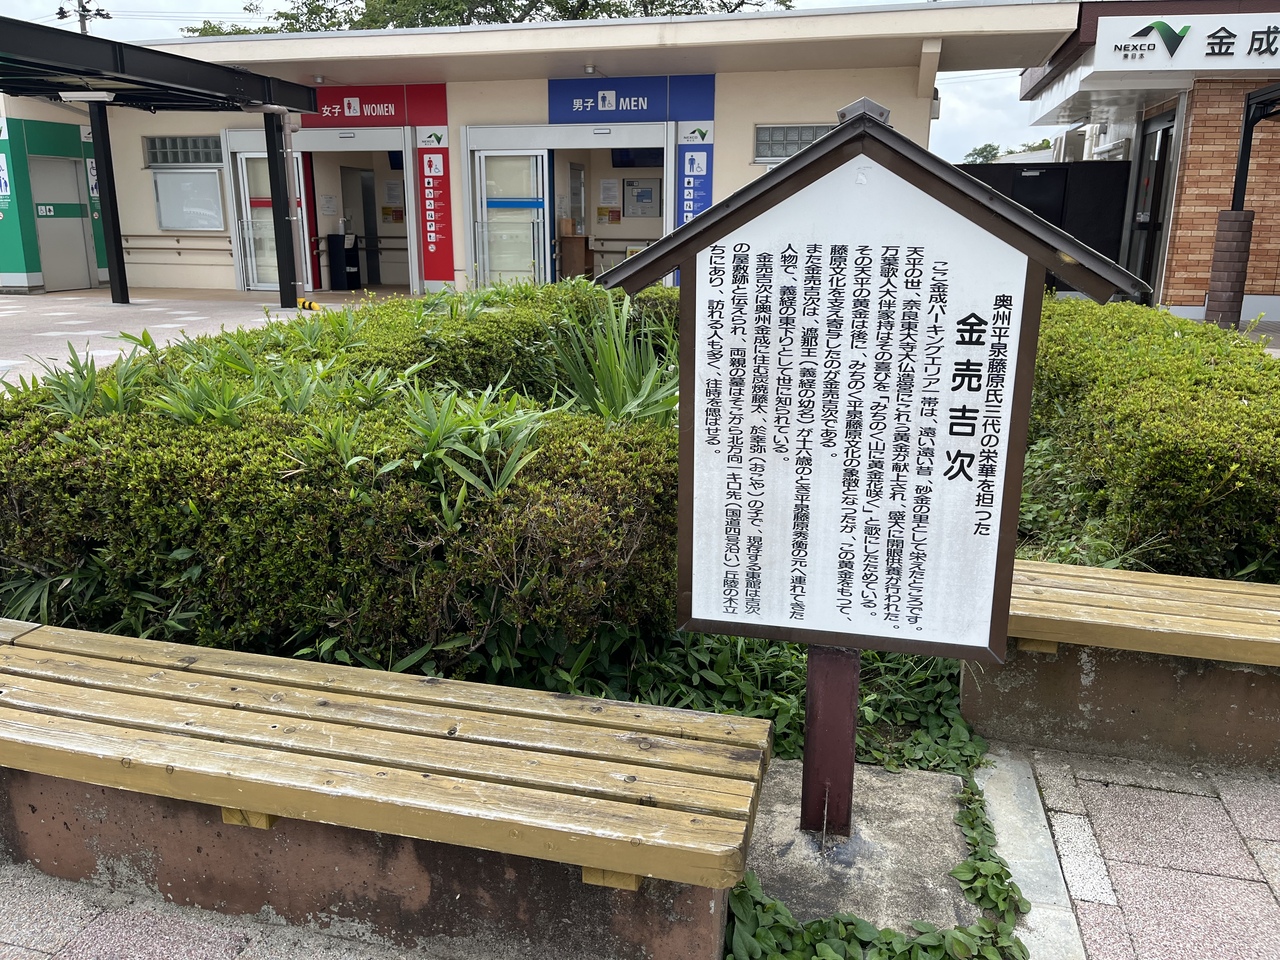 女子 WOMEN
男子 MEN
NEXCO
東日本
金成
NEXCO
NEXCO
奥州平泉藤原氏三代の栄華を担つた
金売吉次
ここ金成パーキングエリア一帯は、遠い遠い昔、砂金の里として栄えたところです。
天平の世、奈良東大寺大仏造営にこれら黄金が献上され、盛大に開眼供養が行われた。
万葉歌人大伴家持はその喜びを「みちのく山に黄金花咲く」と歌にしたためている。
その天平の黄金は後に、みちのく平泉藤原文化の象徴となつたが、この黄金をもつて、
藤原文化を支え寄与したのが金売吉次である。
また金売吉次は、遮那王(義経の幼名)が十六歳のとき平泉藤原秀衡の元へ連れてきた
人物で、義経の東下りとして世に知られている。
金売吉次は奥州金成に住む炭焼藤太、於幸弥(おこや)の子で、現存する東館は吉次
の屋敷跡と伝えられ、両親の墓はそこから北方向一キロ先(国道四号沿い)丘陵の木立
ちにあり、訪れる人も多く、往時を偲ばせる。